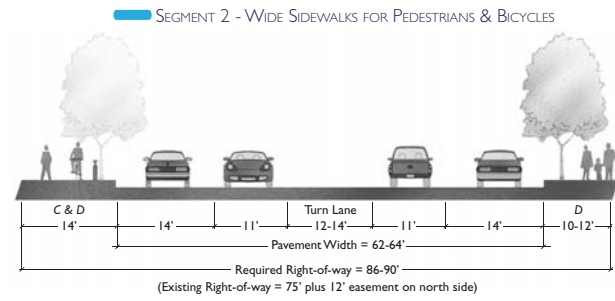 SEGMENT 2 - WIDE SIDEWALKS FOR PEDESTRIANS & BICYCLES
C & D Turn Lane D
14' 14' 11' 12-14' 11' 14' 10-12'
Pavement Width = 62-64'
Required Right-of-way = 86-90'
(Existing Right-of-way = 75' plus 12' easement on north side)